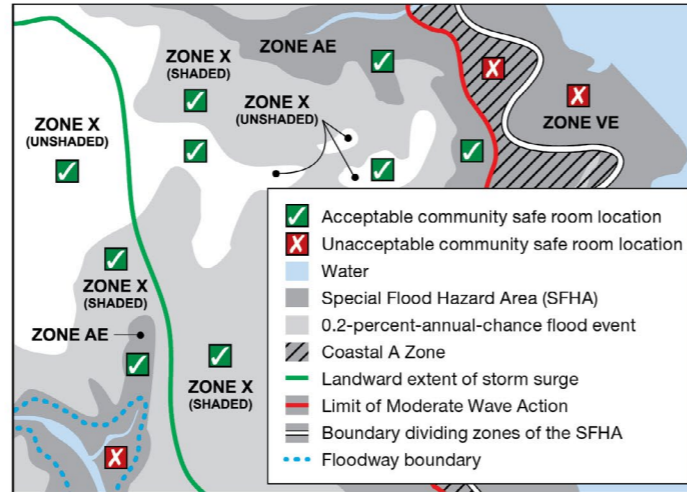 ZONE AE
ZONE X
(SHADED)
ZONE X
(UNSHADED)
ZONE VE
ZONE X
(UNSHADED)
ZONE X
(SHADED)
ZONE AE
ZONE X
(SHADED)
Acceptable community safe room location
Unacceptable community safe room location
Water
Special Flood Hazard Area (SFHA)
0.2-percent-annual-chance flood event
Coastal A Zone
Landward extent of storm surge
Limit of Moderate Wave Action
Boundary dividing zones of the SFHA
Floodway boundary